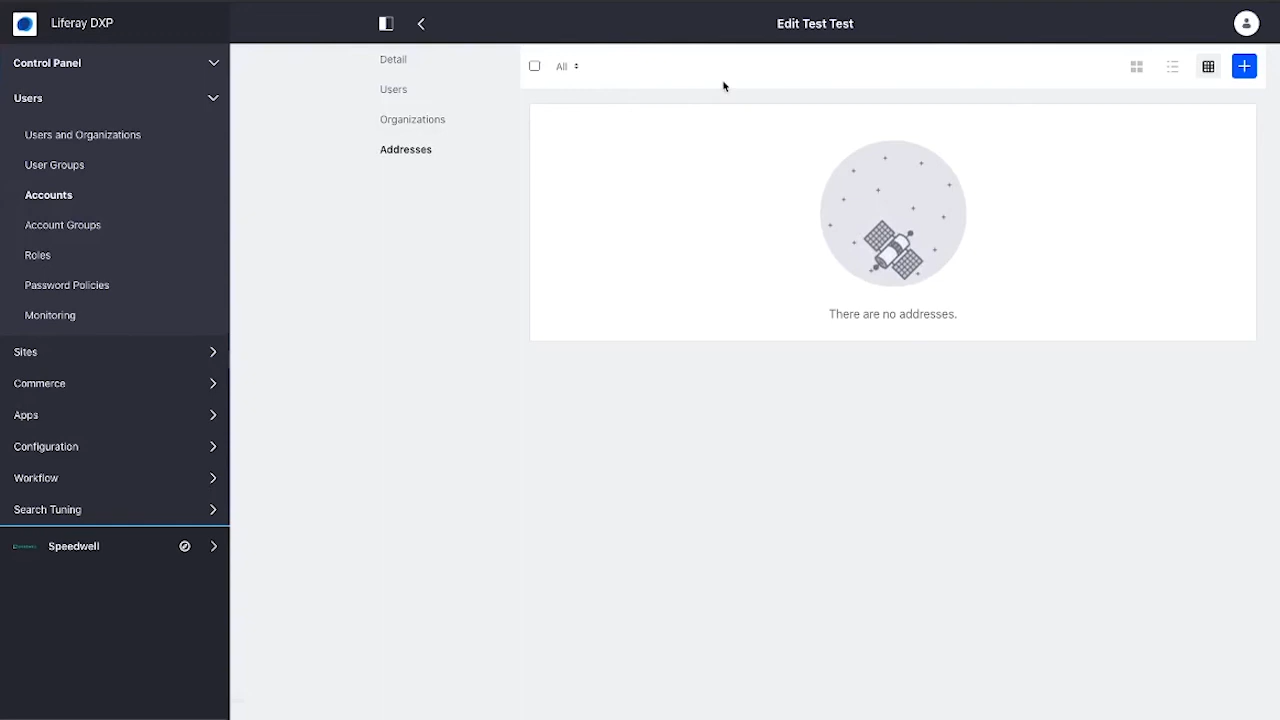 Liferay DXP
Edit Test Test
Control Panel
Users
Users and Organizations
User Groups
Accounts
Account Groups
Roles
Password Policies
Monitoring
Sites
Commerce
Apps
Configuration
Workflow
Search Tuning
Speedwell
Detail
Users
Organizations
Addresses
All
There are no addresses.